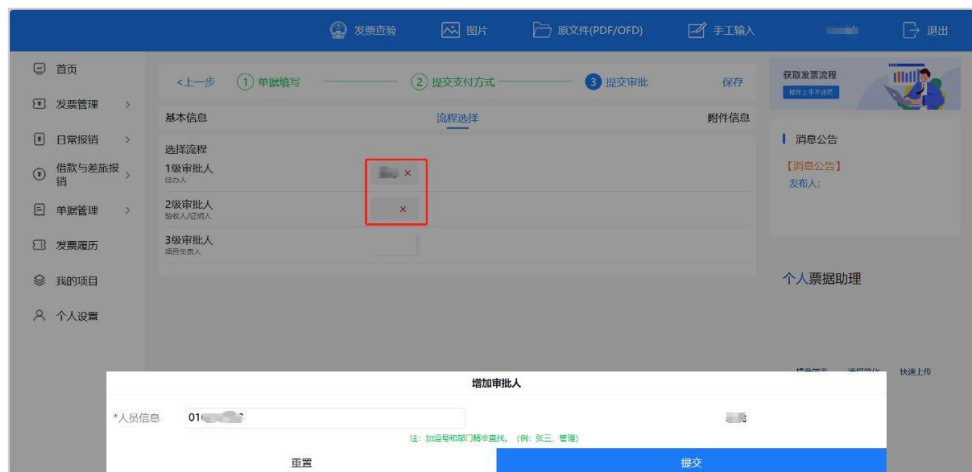 发票查验 图片 原文件(PDF/OFD) 手工输入 退出
首页
发票管理 >
日常报销 >
借款与差旅报销 >
单据管理 >
发票履历
我的项目
个人设置
<上一步 1 单据填写 2 提交支付方式 3 提交审批 保存
基本信息 流程选择 附件信息
选择流程
1级审批人
经办人
×
2级审批人
验收人/证明人
×
3级审批人
项目负责人
获取发票流程
操作上手不迷茫
消息公告
【消息公告】
发布人:
个人票据助理
快速上传
增加审批人
*人员信息 01
注:加逗号和部门精准查找。(例:张三,管理)
重置 提交